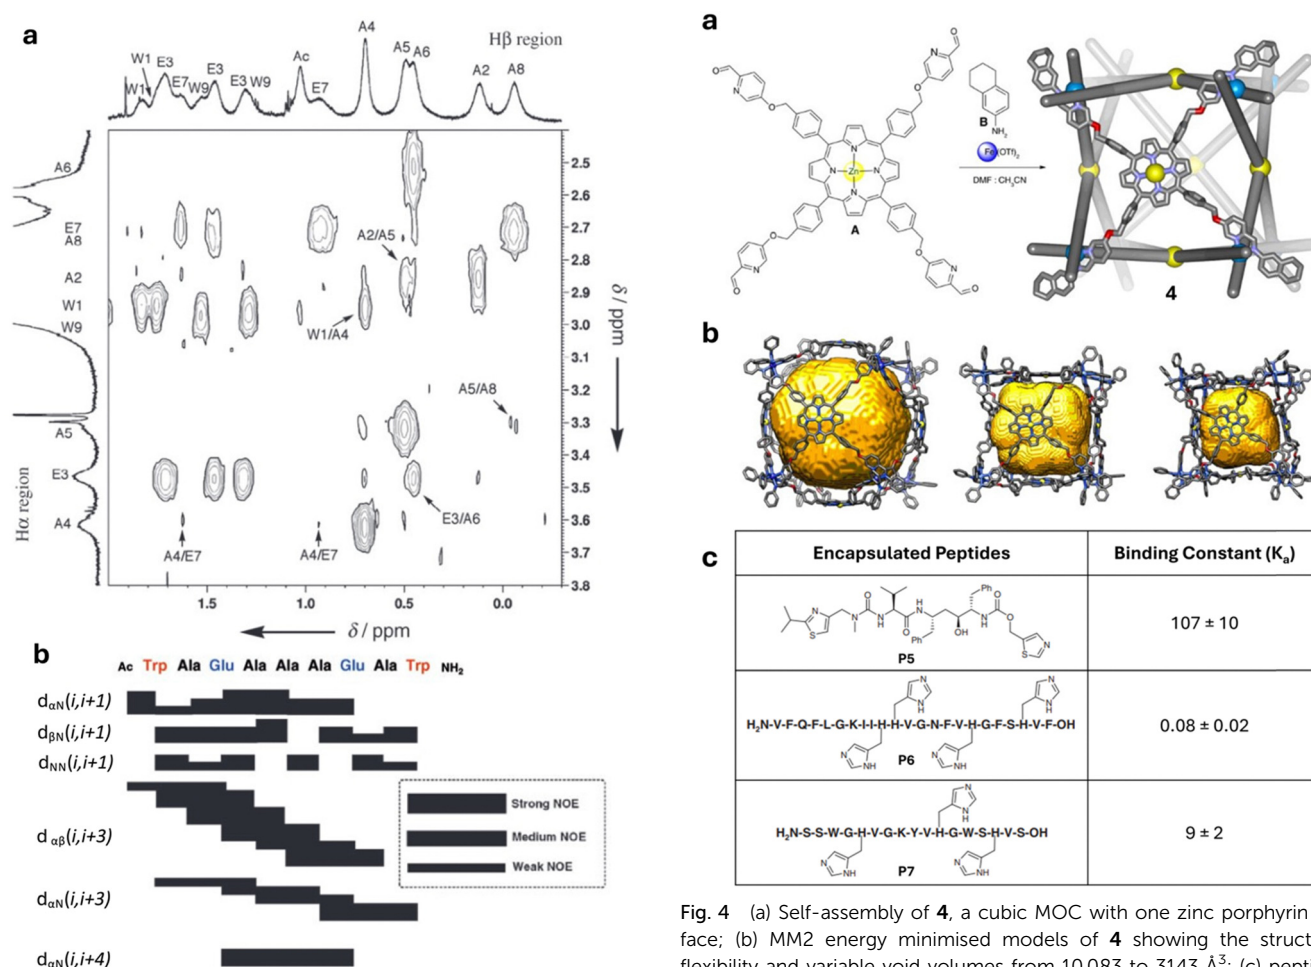 a
A4
Hβ region
W1
E3
Ac
A5
A6
W1
E7
W9
E3
E3
W9
E7
A2
A8
A6
E7
A8
A2
W1
W9
A5
E3
A4
Hα region
A2/A5
W1/A4
A5/A8
E3/A6
A4/E7
A4/E7
2.5
2.6
2.7
2.8
2.9
3.0
3.1
3.2
3.3
3.4
3.5
3.6
3.7
3.8
δ / ppm
1.5
1.0
0.5
0.0
δ / ppm
b
Ac Trp Ala Glu Ala Ala Ala Glu Ala Trp NH₂
dαN(i,i+1)
dβN(i,i+1)
dNN(i,i+1)
dαβ(i,i+3)
dαN(i,i+3)
dαN(i,i+4)
Strong NOE
Medium NOE
Weak NOE
a
Zn
N
N
N
N
A
B
NH₂
Fe(OTf)₂
DMF : CH₃CN
4
b
c
Encapsulated Peptides
Binding Constant (Kₐ)
P5
107 ± 10
H₂N-V-F-Q-F-L-G-K-I-I-H-H-V-G-N-F-V-H-G-F-S-H-V-F-OH
P6
0.08 ± 0.02
H₂N-S-S-W-G-H-V-G-K-Y-V-H-G-W-S-H-V-S-OH
P7
9 ± 2
Fig. 4 (a) Self-assembly of 4, a cubic MOC with one zinc porphyrin
face; (b) MM2 energy minimised models of 4 showing the struct
flexibility and variable void volumes from 10 083 to 3143 Å³; (c) pept